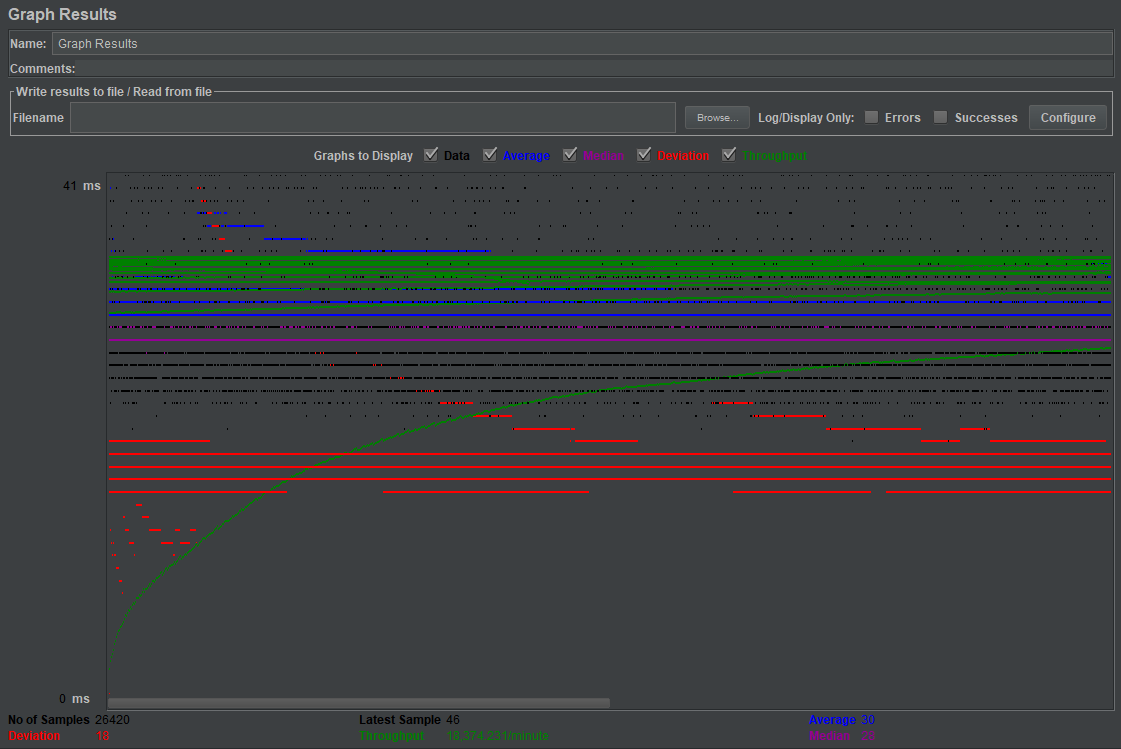 Graph Results
Name: Graph Results
Comments:
Write results to file / Read from file
Filename Browse... Log/Display Only: Errors Successes Configure
Graphs to Display Data Average Median Deviation Throughput
41 ms
0 ms
No of Samples 26420 Latest Sample 46 Average 30
Deviation 18 Throughput 18,374.231/minute Median